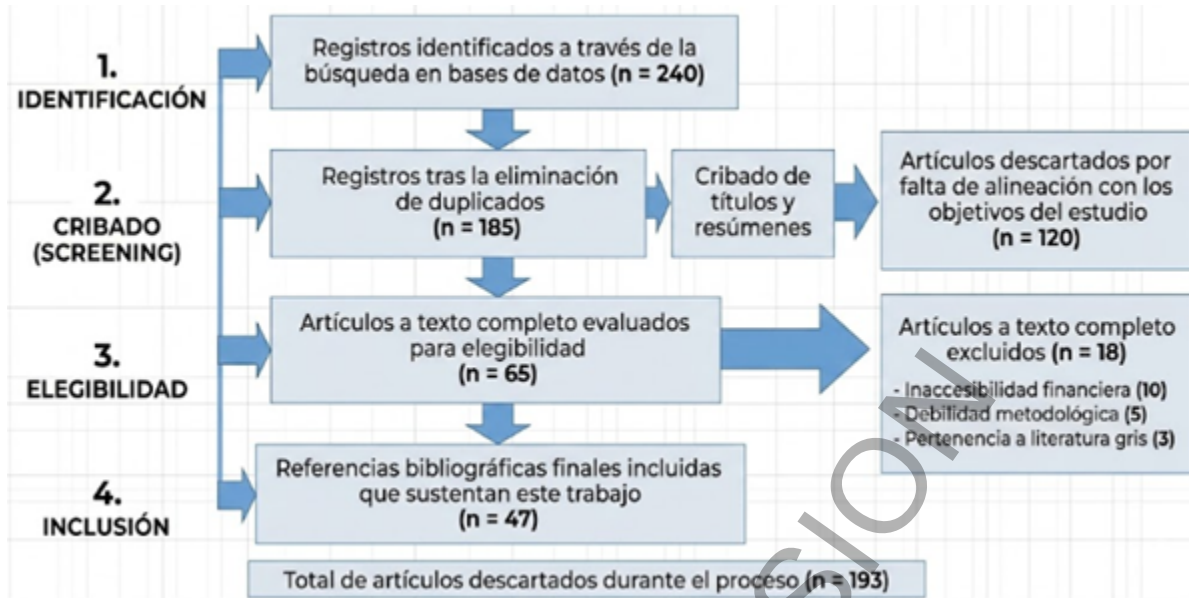 1.
IDENTIFICACIÓN
Registros identificados a través de la
búsqueda en bases de datos (n = 240)
2.
CRIBADO
(SCREENING)
Registros tras la eliminación
de duplicados
(n = 185)
Cribado de
títulos y
resúmenes
Artículos descartados por
falta de alineación con los
objetivos del estudio
(n = 120)
3.
ELEGIBILIDAD
Artículos a texto completo evaluados
para elegibilidad
(n = 65)
Artículos a texto completo
excluidos (n = 18)
- Inaccesibilidad financiera (10)
- Debilidad metodológica (5)
- Pertenencia a literatura gris (3)
4.
INCLUSIÓN
Referencias bibliográficas finales incluidas
que sustentan este trabajo
(n = 47)
Total de artículos descartados durante el proceso (n = 193)
SION